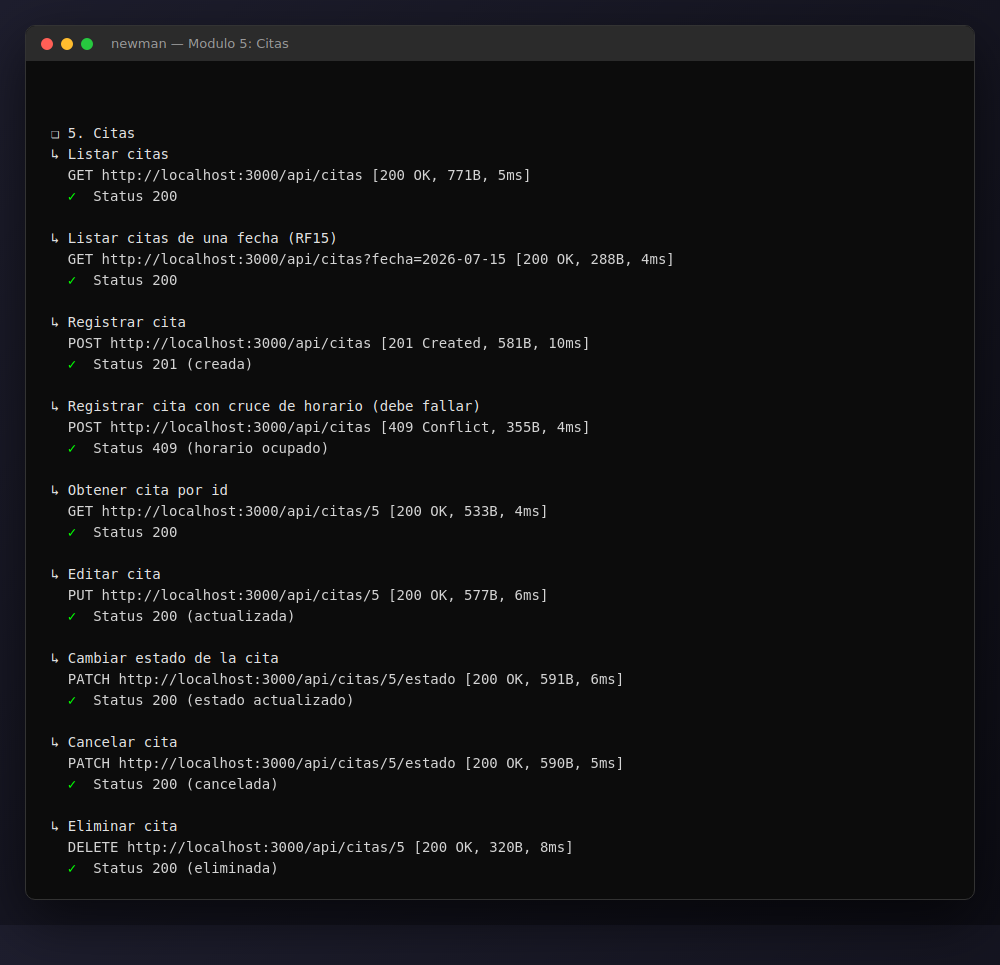 newman — Modulo 5: Citas
❏ 5. Citas
↳ Listar citas
GET http://localhost:3000/api/citas [200 OK, 771B, 5ms]
✓ Status 200
↳ Listar citas de una fecha (RF15)
GET http://localhost:3000/api/citas?fecha=2026-07-15 [200 OK, 288B, 4ms]
✓ Status 200
↳ Registrar cita
POST http://localhost:3000/api/citas [201 Created, 581B, 10ms]
✓ Status 201 (creada)
↳ Registrar cita con cruce de horario (debe fallar)
POST http://localhost:3000/api/citas [409 Conflict, 355B, 4ms]
✓ Status 409 (horario ocupado)
↳ Obtener cita por id
GET http://localhost:3000/api/citas/5 [200 OK, 533B, 4ms]
✓ Status 200
↳ Editar cita
PUT http://localhost:3000/api/citas/5 [200 OK, 577B, 6ms]
✓ Status 200 (actualizada)
↳ Cambiar estado de la cita
PATCH http://localhost:3000/api/citas/5/estado [200 OK, 591B, 6ms]
✓ Status 200 (estado actualizado)
↳ Cancelar cita
PATCH http://localhost:3000/api/citas/5/estado [200 OK, 590B, 5ms]
✓ Status 200 (cancelada)
↳ Eliminar cita
DELETE http://localhost:3000/api/citas/5 [200 OK, 320B, 8ms]
✓ Status 200 (eliminada)